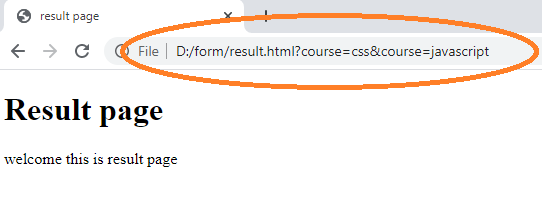 result page
File D:/form/result.html?course=css&course=javascript
Result page
welcome this is result page